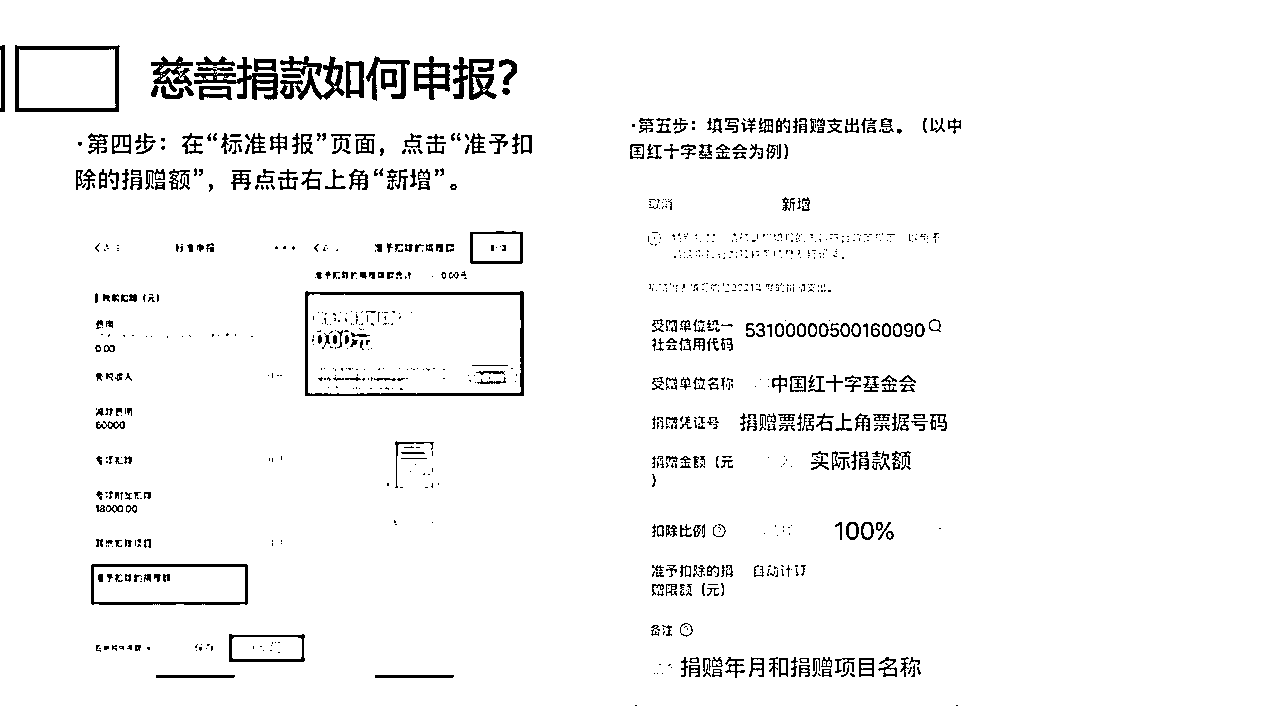 慈善捐款如何申报?
·第四步：在“标准申报”页面，点击“准予扣
除的捐赠额”，再点击右上角“新增”。
标准申报
准予扣除的捐赠额
准予扣除的捐赠额合计 0.00元
税前扣除（元）
费用
0.00
0.00元
免税收入
减除费用
60000
专项扣除
专项附加扣除
18000.00
其他扣除项目
准予扣除的捐赠额
保存
·第五步：填写详细的捐赠支出信息。（以中
国红十字基金会为例）
取消 新增
受赠单位统一 53100000500160090
社会信用代码
受赠单位名称 中国红十字基金会
捐赠凭证号 捐赠票据右上角票据号码
捐赠金额（元 实际捐款额
）
扣除比例 100%
准予扣除的捐 自动计算
赠限额（元）
备注
捐赠年月和捐赠项目名称